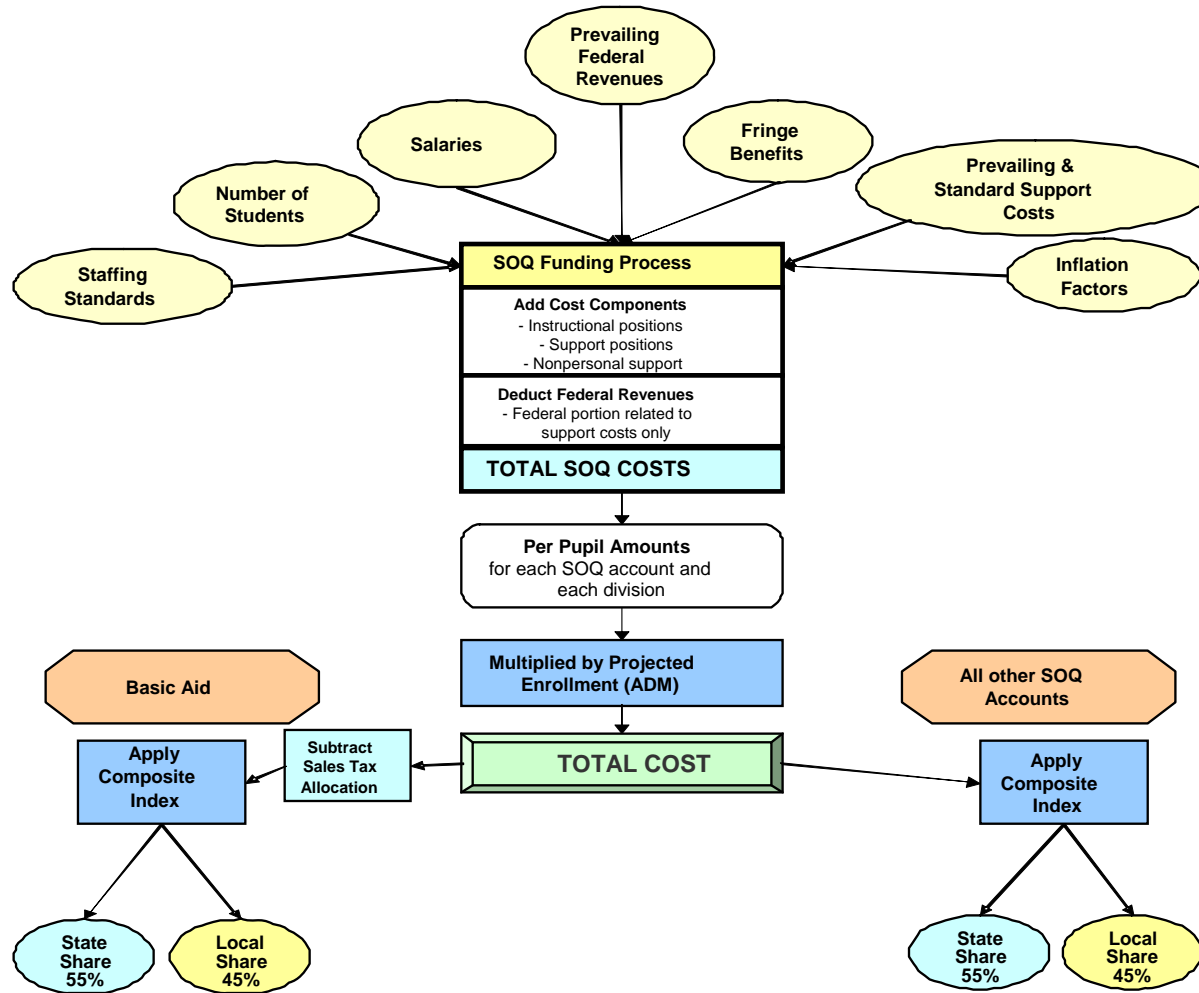 Prevailing
Federal
Revenues
Salaries
Fringe
Benefits
Number of
Students
Prevailing &
Standard Support
Costs
Staffing
Standards
Inflation
Factors
SOQ Funding Process
Add Cost Components
- Instructional positions
- Support positions
- Nonpersonal support
Deduct Federal Revenues
- Federal portion related to
support costs only
TOTAL SOQ COSTS
Per Pupil Amounts
for each SOQ account and
each division
Multiplied by Projected
Enrollment (ADM)
Basic Aid
All other SOQ
Accounts
Apply
Composite
Index
Subtract
Sales Tax
Allocation
TOTAL COST
Apply
Composite
Index
State
Share
55%
Local
Share
45%
State
Share
55%
Local
Share
45%